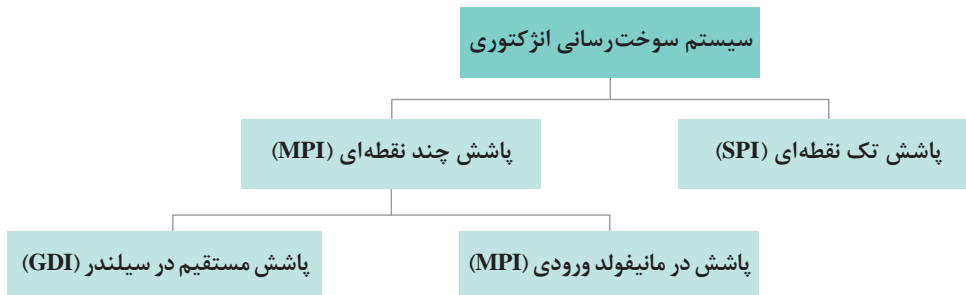 سیستم سوخت‌رسانی انژکتوری
پاشش تک نقطه‌ای (SPI)
پاشش چند نقطه‌ای (MPI)
پاشش در مانیفولد ورودی (MPI)
پاشش مستقیم در سیلندر (GDI)